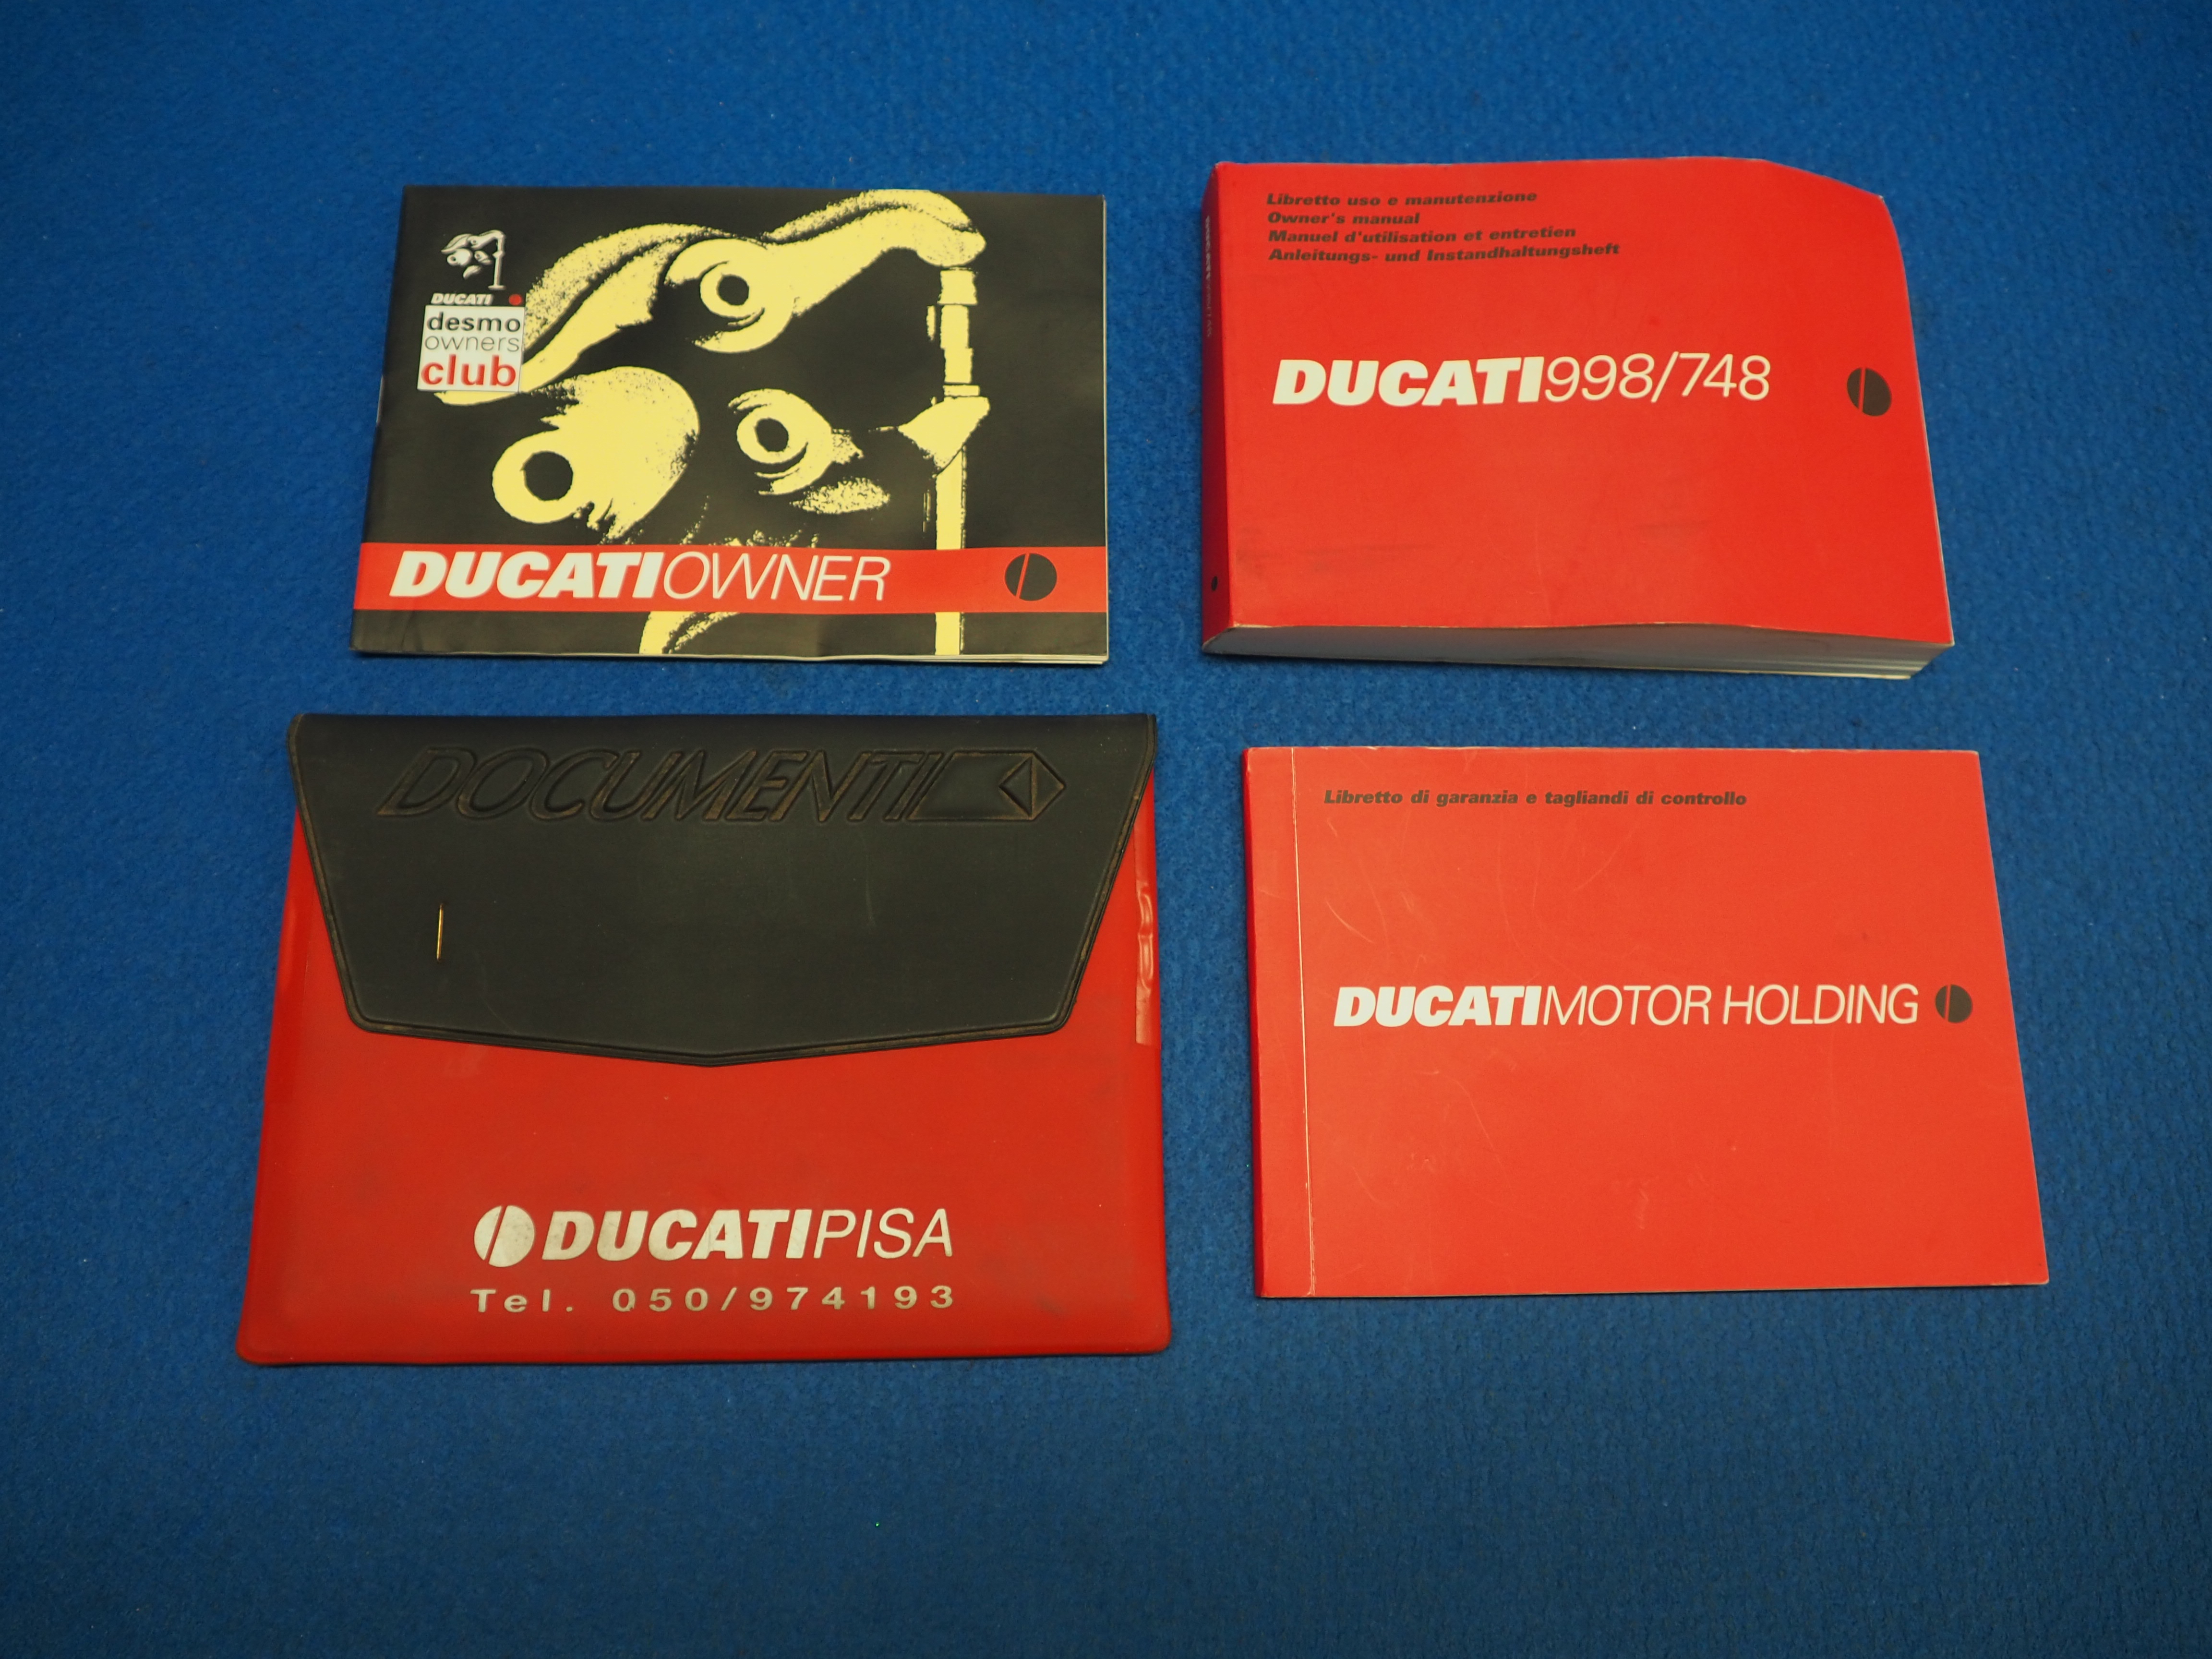 DUCATI
desmo
owners
club
DUCATIOWNER
Libretto uso e manutenzione
Owner's manual
Manuel d'utilisation et entretien
Anleitungs- und Instandhaltungsheft
DUCATI998/748
DOCUMENTI
DUCATIPISA
Tel. 050/974193
Libretto di garanzia e tagliandi di controllo
DUCATIMOTOR HOLDING